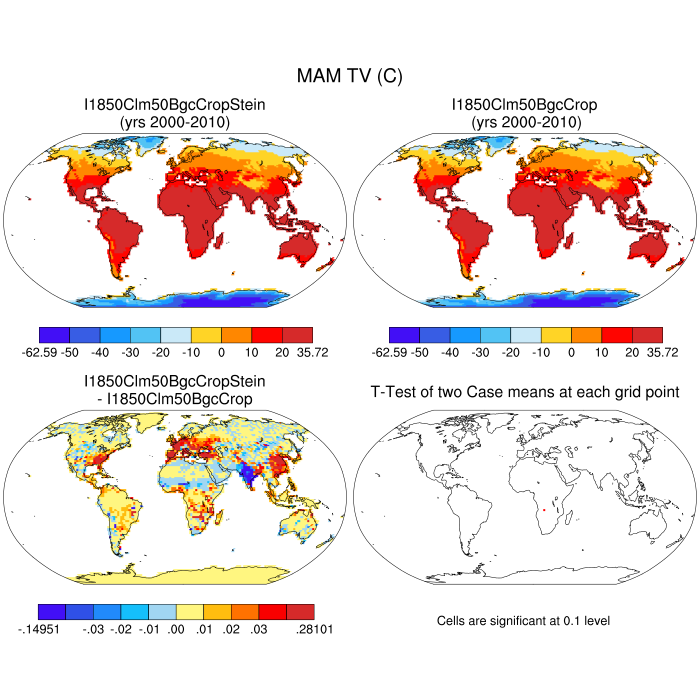 MAM TV (C)
I1850Clm50BgcCropStein
(yrs 2000-2010)
I1850Clm50BgcCrop
(yrs 2000-2010)
-62.59 -50 -40 -30 -20 -10 0 10 20 35.72
-62.59 -50 -40 -30 -20 -10 0 10 20 35.72
I1850Clm50BgcCropStein
- I1850Clm50BgcCrop
T-Test of two Case means at each grid point
-.14951 -.03 -.02 -.01 .00 .01 .02 .03 .28101
Cells are significant at 0.1 level